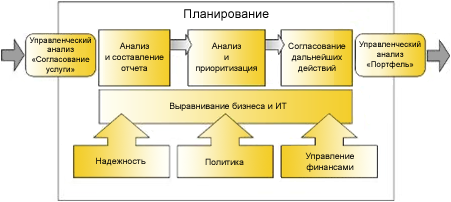 Планирование
Управленческий
анализ
«Согласование
услуги»
Анализ
и составление
отчета
Анализ
и приоритизация
Согласование
дальнейших
действий
Управленческий
анализ
«Портфель»
Выравнивание бизнеса и ИТ
Надежность
Политика
Управление
финансами